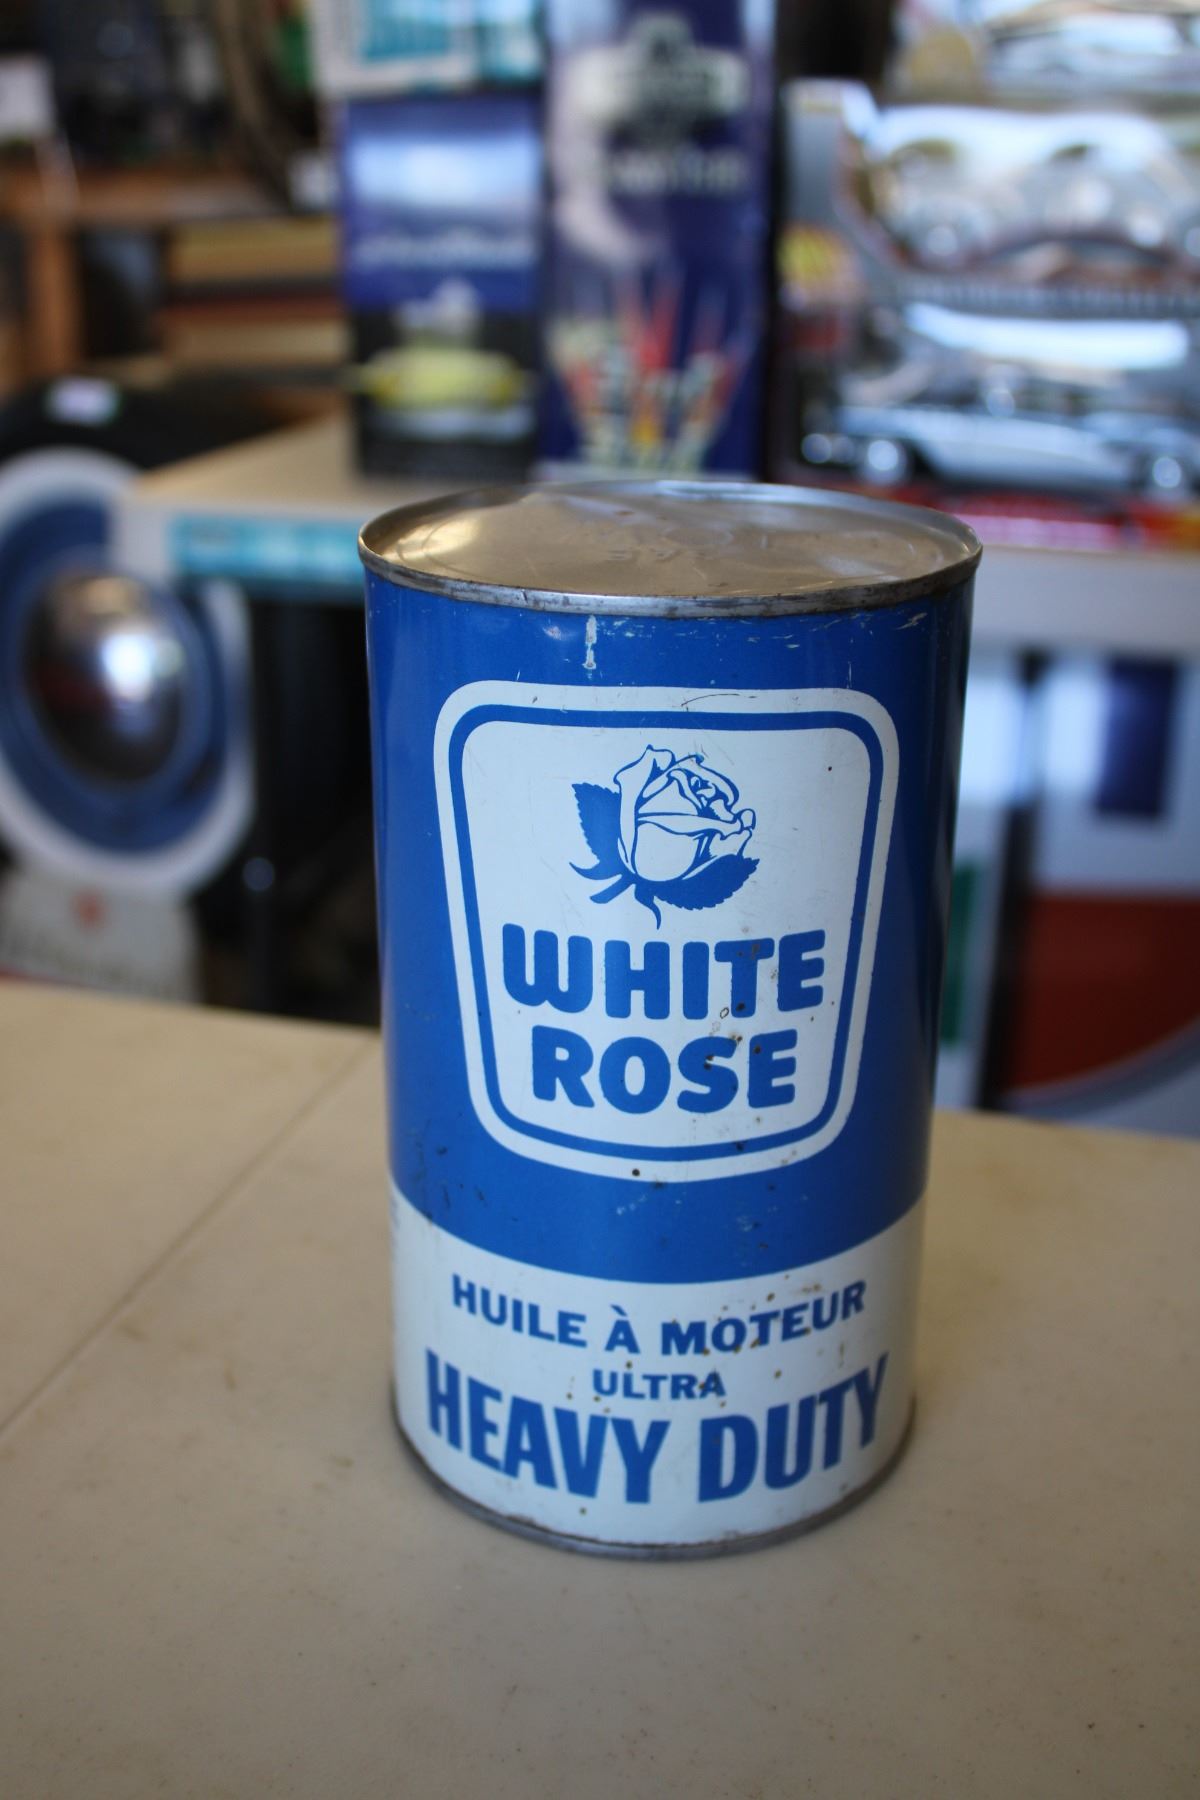 WHITE
ROSE
HUILE À MOTEUR
ULTRA
HEAVY DUTY